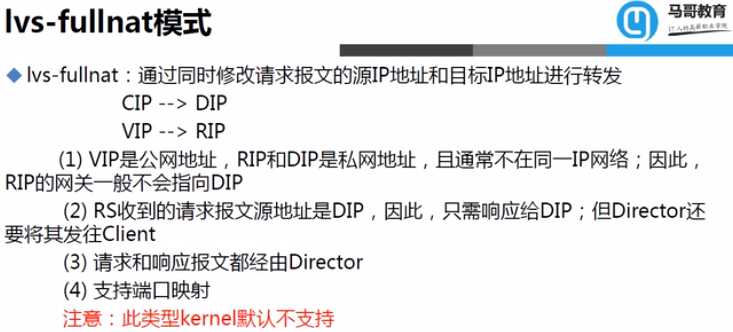 lvs-fullnat模式
马哥教育
IT人的高薪职业学院
lvs-fullnat：通过同时修改请求报文的源IP地址和目标IP地址进行转发
CIP --> DIP
VIP --> RIP
(1) VIP是公网地址，RIP和DIP是私网地址，且通常不在同一IP网络；因此，
RIP的网关一般不会指向DIP
(2) RS收到的请求报文源地址是DIP，因此，只需响应给DIP；但Director还
要将其发往Client
(3) 请求和响应报文都经由Director
(4) 支持端口映射
注意：此类型kernel默认不支持